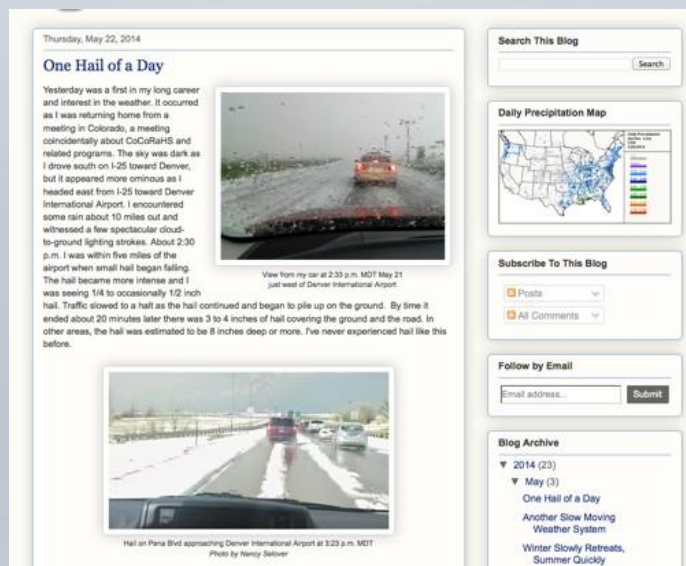 Thursday, May 22, 2014
One Hail of a Day
Yesterday was a first in my long career
and interest in the weather. It occurred
as I was returning home from a
meeting in Colorado, a meeting
coincidentally about CoCoRaHS and
related programs. The sky was dark as
I drove south on I-25 toward Denver,
but it appeared more ominous as I
headed east from I-25 toward Denver
International Airport. I encountered
some rain about 10 miles out and
witnessed a few spectacular cloud-
to-ground lighting strokes. About 2:30
p.m. I was within five miles of the
airport when small hail began falling.
The hail became more intense and I
was seeing 1/4 to occasionally 1/2 inch
hail. Traffic slowed to a halt as the hail continued and began to pile up on the ground. By time it
ended about 20 minutes later there was 3 to 4 inches of hail covering the ground and the road. In
other areas, the hail was estimated to be 8 inches deep or more. I've never experienced hail like this
before.
View from my car at 2:33 p.m. MDT May 21
just west of Denver International Airport
Hail on Pena Blvd approaching Denver International Airport at 3:23 p.m. MDT
Photo by Nancy Selover
Search This Blog
Search
Daily Precipitation Map
Subscribe To This Blog
Posts
All Comments
Follow by Email
Email address...
Submit
Blog Archive
▼ 2014 (23)
▼ May (3)
One Hail of a Day
Another Slow Moving
Weather System
Winter Slowly Retreats,
Summer Quickly